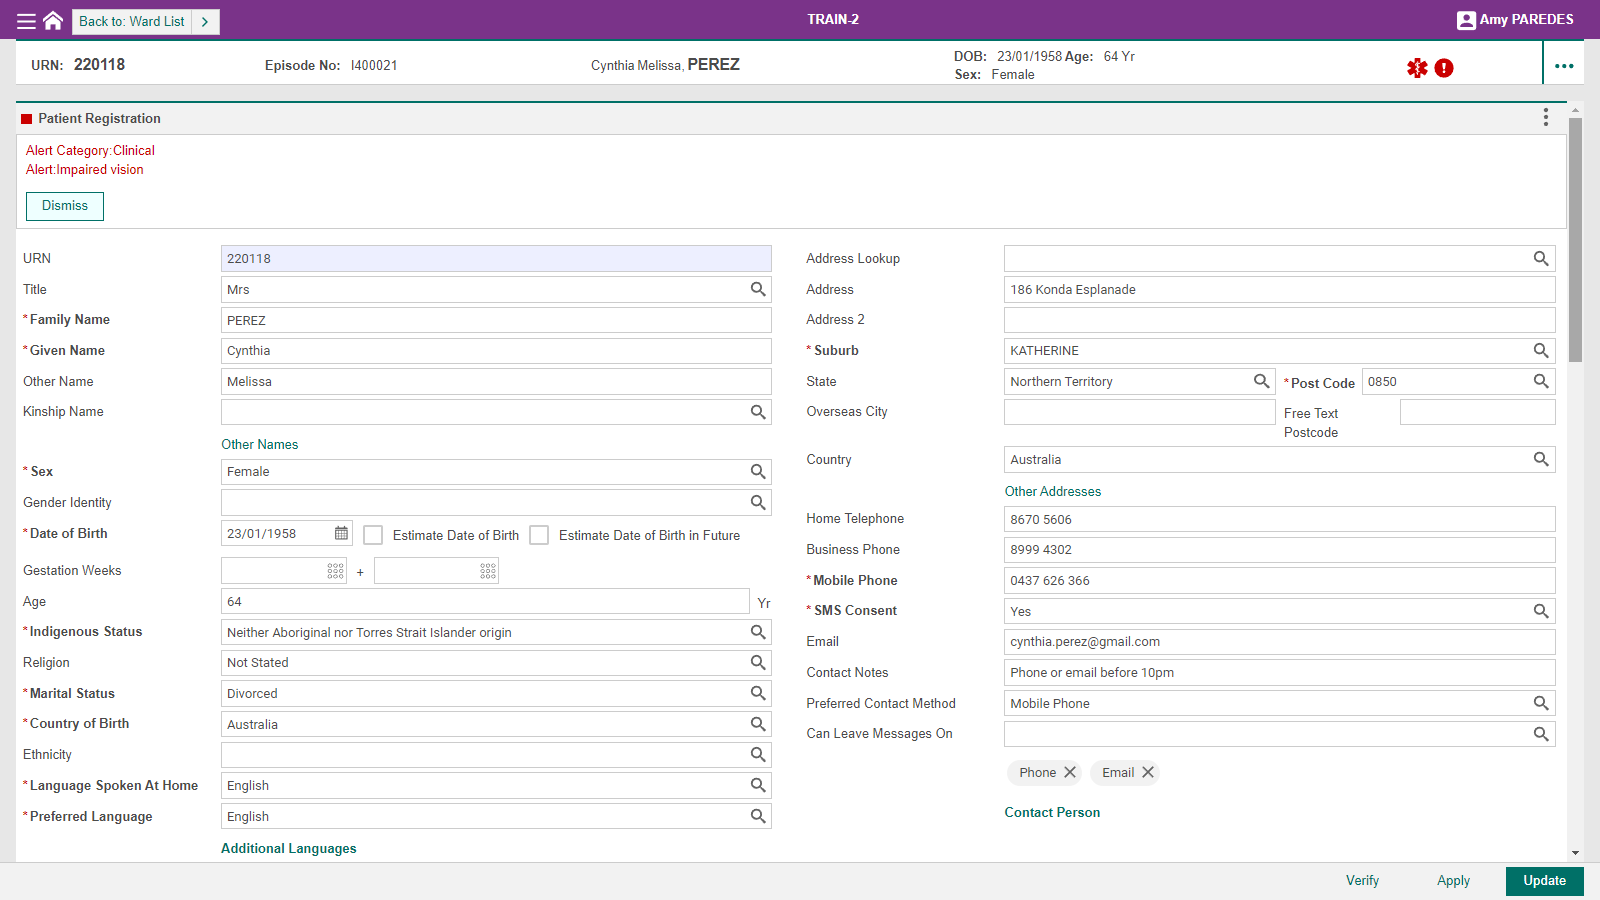 Back to: Ward List
TRAIN-2
Amy PAREDES
URN: 220118
Episode No: I400021
Cynthia Melissa, PEREZ
DOB: 23/01/1958 Age: 64 Yr
Sex: Female
Patient Registration
Alert Category:Clinical
Alert:Impaired vision
Dismiss
URN 220118
Title Mrs
*Family Name PEREZ
*Given Name Cynthia
Other Name Melissa
Kinship Name
Other Names
*Sex Female
Gender Identity
*Date of Birth 23/01/1958 Estimate Date of Birth Estimate Date of Birth in Future
Gestation Weeks +
Age 64 Yr
*Indigenous Status Neither Aboriginal nor Torres Strait Islander origin
Religion Not Stated
*Marital Status Divorced
*Country of Birth Australia
Ethnicity
*Language Spoken At Home English
*Preferred Language English
Additional Languages
Address Lookup
Address 186 Konda Esplanade
Address 2
*Suburb KATHERINE
State Northern Territory *Post Code 0850
Overseas City Free Text
Postcode
Country Australia
Other Addresses
Home Telephone 8670 5606
Business Phone 8999 4302
*Mobile Phone 0437 626 366
*SMS Consent Yes
Email cynthia.perez@gmail.com
Contact Notes Phone or email before 10pm
Preferred Contact Method Mobile Phone
Can Leave Messages On
Phone Email
Contact Person
Verify Apply Update